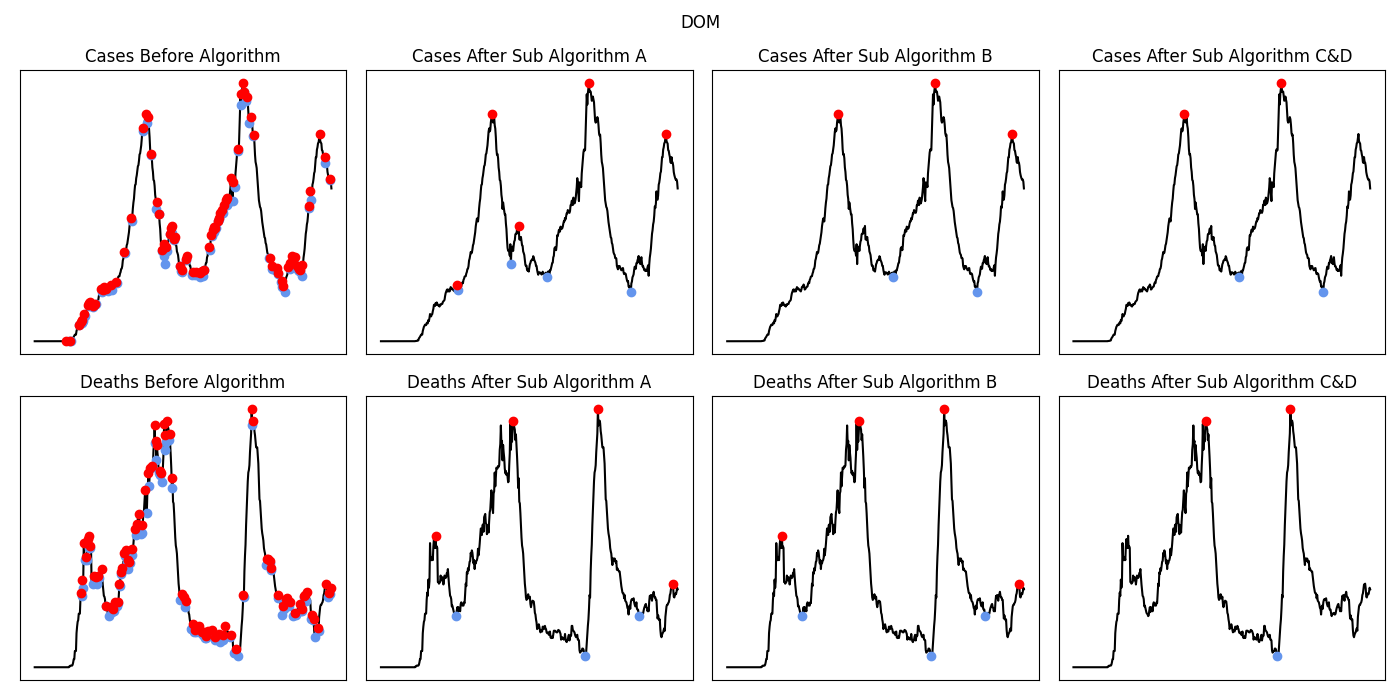 DOM
Cases Before Algorithm
Cases After Sub Algorithm A
Cases After Sub Algorithm B
Cases After Sub Algorithm C&D
Deaths Before Algorithm
Deaths After Sub Algorithm A
Deaths After Sub Algorithm B
Deaths After Sub Algorithm C&D